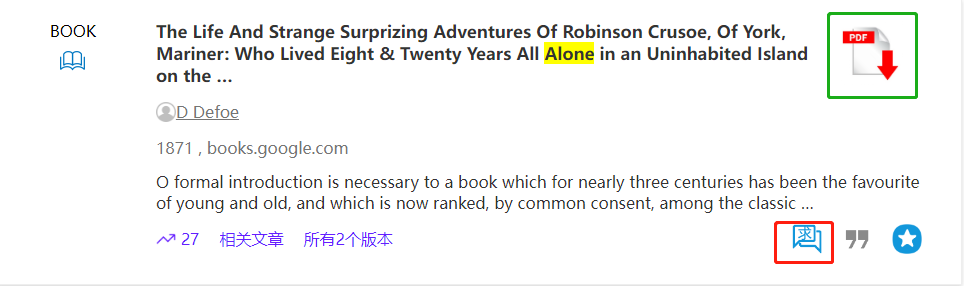 BOOK
The Life And Strange Surprizing Adventures Of Robinson Crusoe, Of York,
Mariner: Who Lived Eight & Twenty Years All Alone in an Uninhabited Island
on the ...
PDF
D Defoe
1871 , books.google.com
O formal introduction is necessary to a book which for nearly three centuries has been the favourite
of young and old, and which is now ranked, by common consent, among the classic ...
27 相关文章 所有2个版本 求